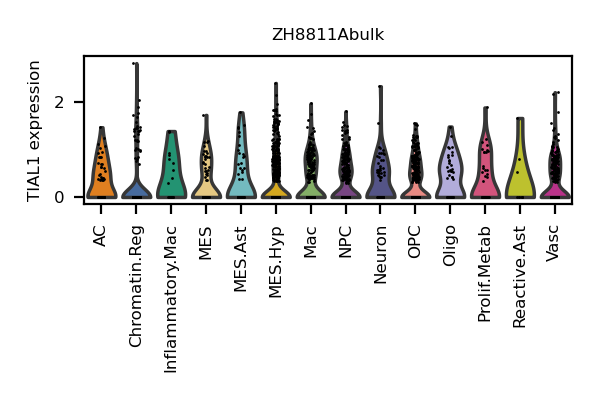 ZH8811Abulk
TIAL1 expression
2
0
AC
Chromatin.Reg
Inflammatory.Mac
MES
MES.Ast
MES.Hyp
Mac
NPC
Neuron
OPC
Oligo
Prolif.Metab
Reactive.Ast
Vasc